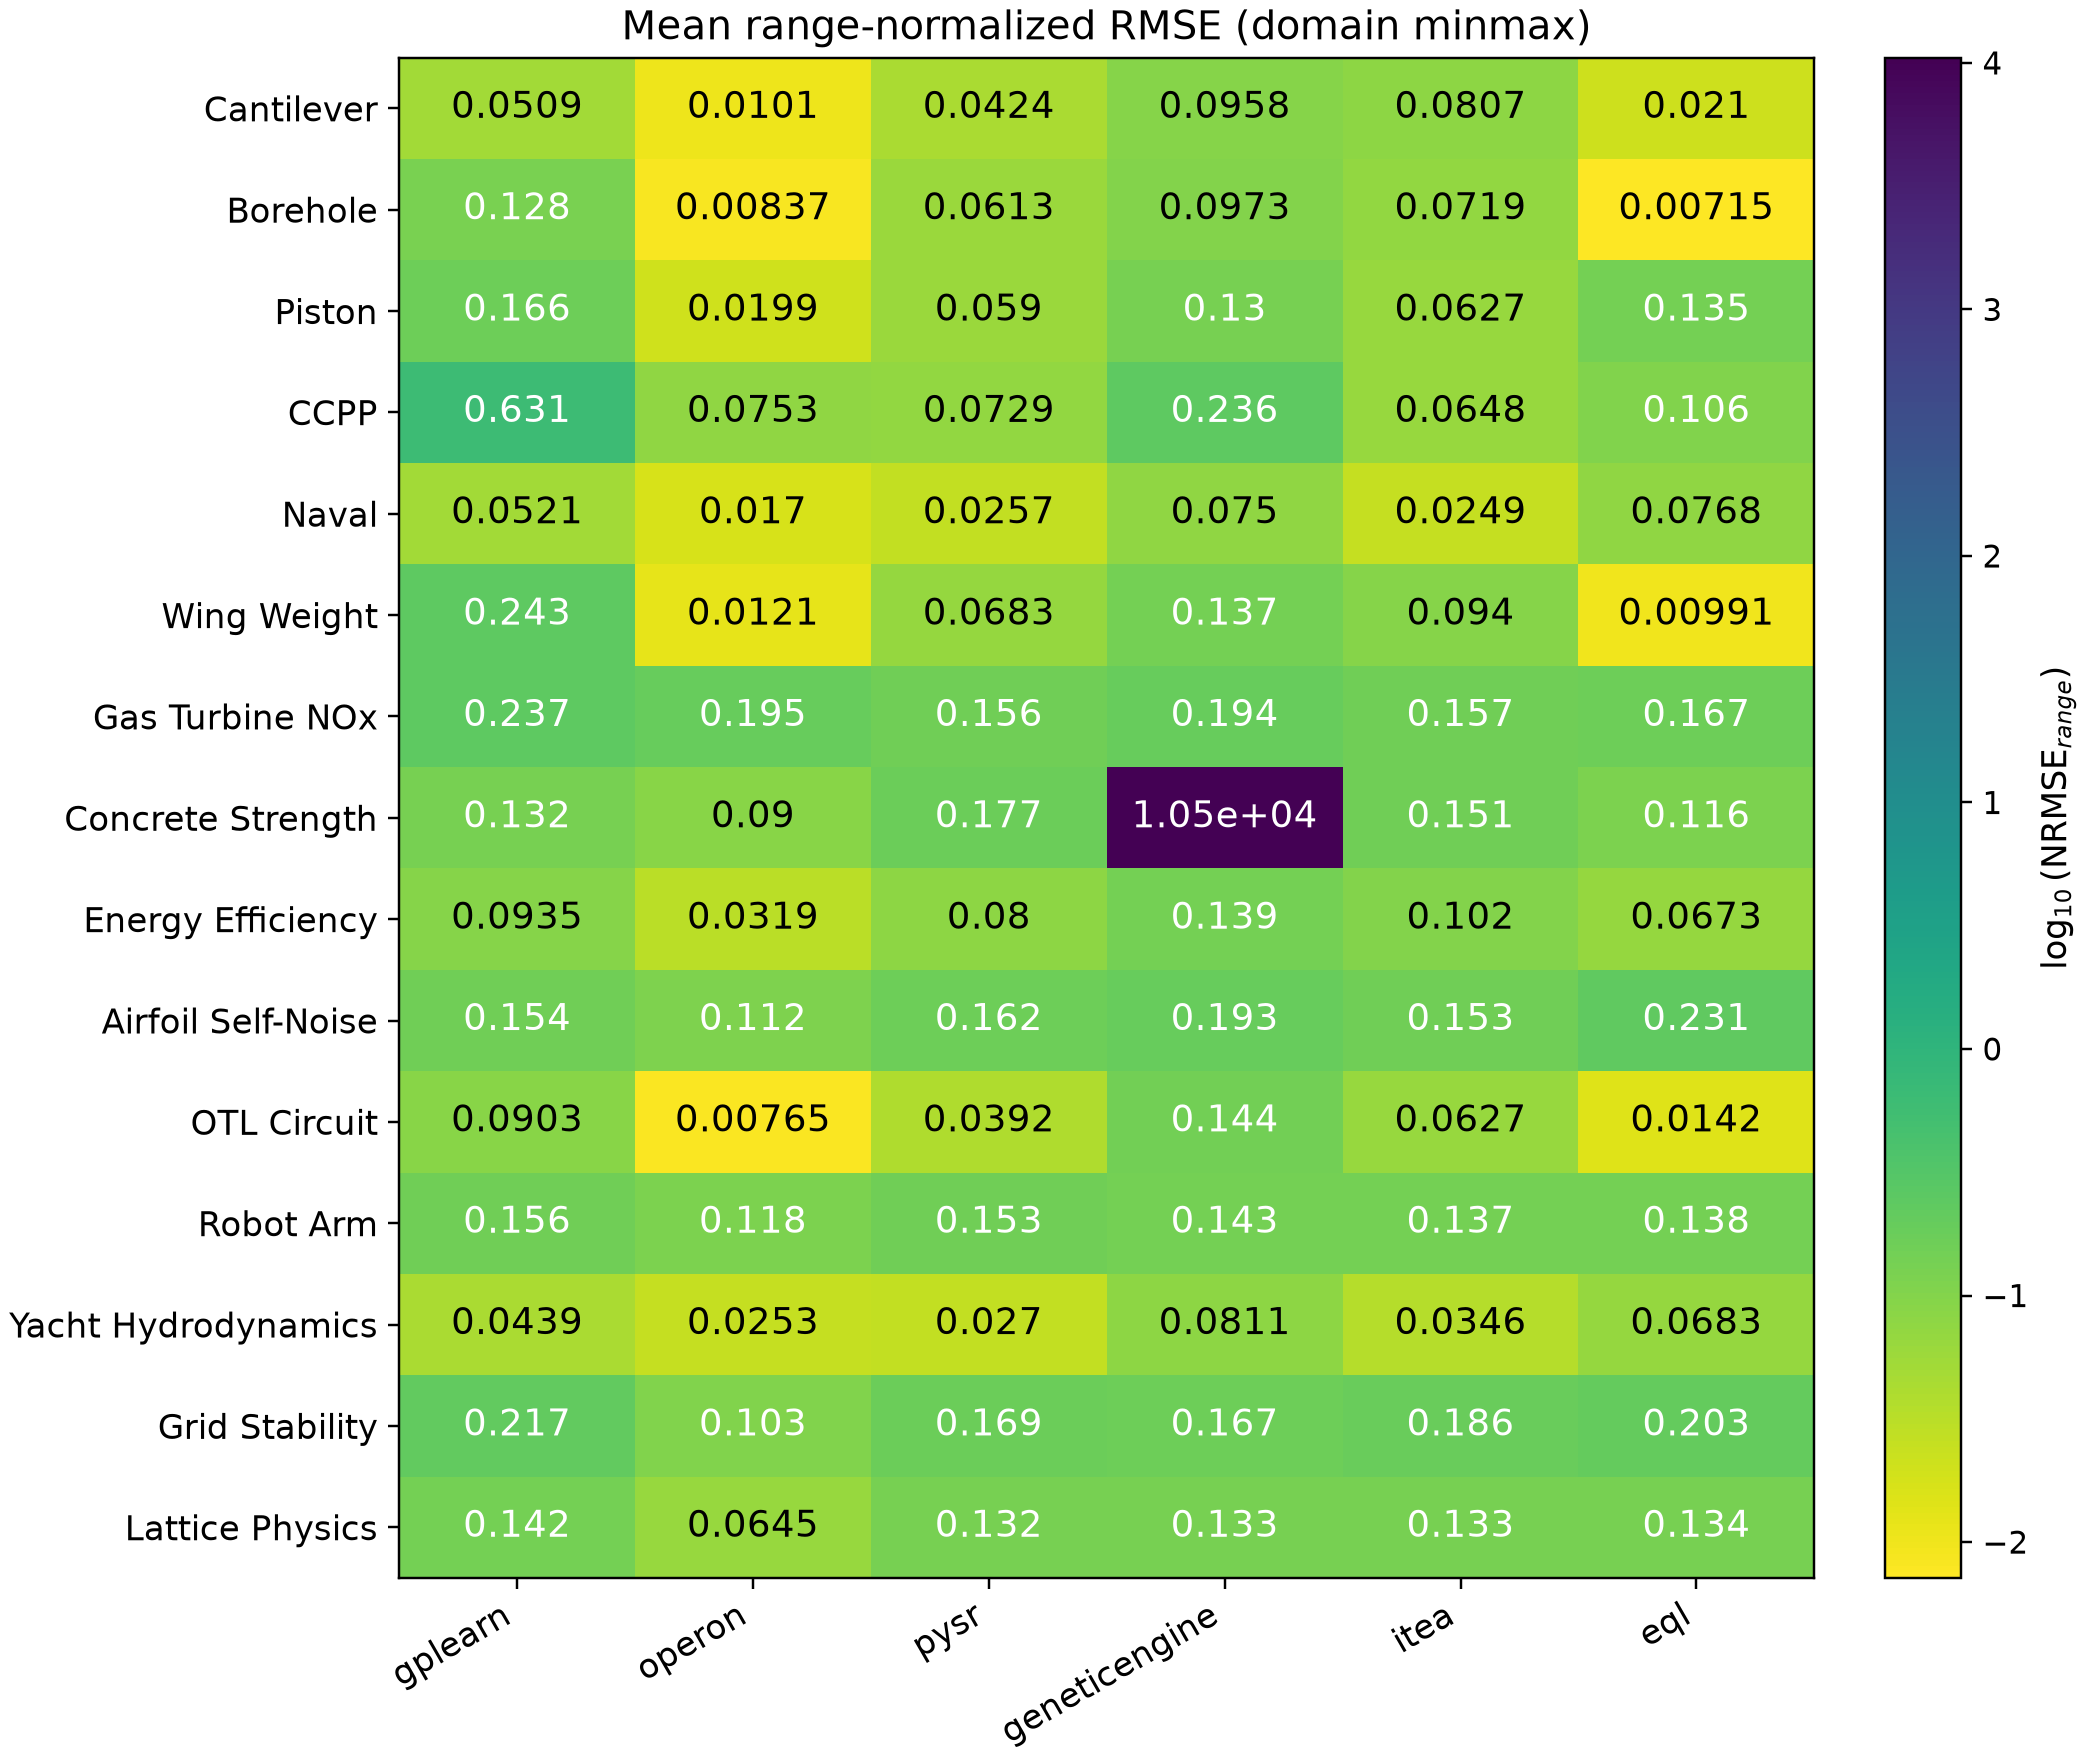 Mean range-normalized RMSE (domain minmax)
Cantilever 0.0509 0.0101 0.0424 0.0958 0.0807 0.021
Borehole 0.128 0.00837 0.0613 0.0973 0.0719 0.00715
Piston 0.166 0.0199 0.059 0.13 0.0627 0.135
CCPP 0.631 0.0753 0.0729 0.236 0.0648 0.106
Naval 0.0521 0.017 0.0257 0.075 0.0249 0.0768
Wing Weight 0.243 0.0121 0.0683 0.137 0.094 0.00991
Gas Turbine NOx 0.237 0.195 0.156 0.194 0.157 0.167
Concrete Strength 0.132 0.09 0.177 1.05e+04 0.151 0.116
Energy Efficiency 0.0935 0.0319 0.08 0.139 0.102 0.0673
Airfoil Self-Noise 0.154 0.112 0.162 0.193 0.153 0.231
OTL Circuit 0.0903 0.00765 0.0392 0.144 0.0627 0.0142
Robot Arm 0.156 0.118 0.153 0.143 0.137 0.138
Yacht Hydrodynamics 0.0439 0.0253 0.027 0.0811 0.0346 0.0683
Grid Stability 0.217 0.103 0.169 0.167 0.186 0.203
Lattice Physics 0.142 0.0645 0.132 0.133 0.133 0.134
gplearn operon pysr geneticengine itea eql
4
3
2
1
0
−1
−2
log₁₀(NRMSE_range)